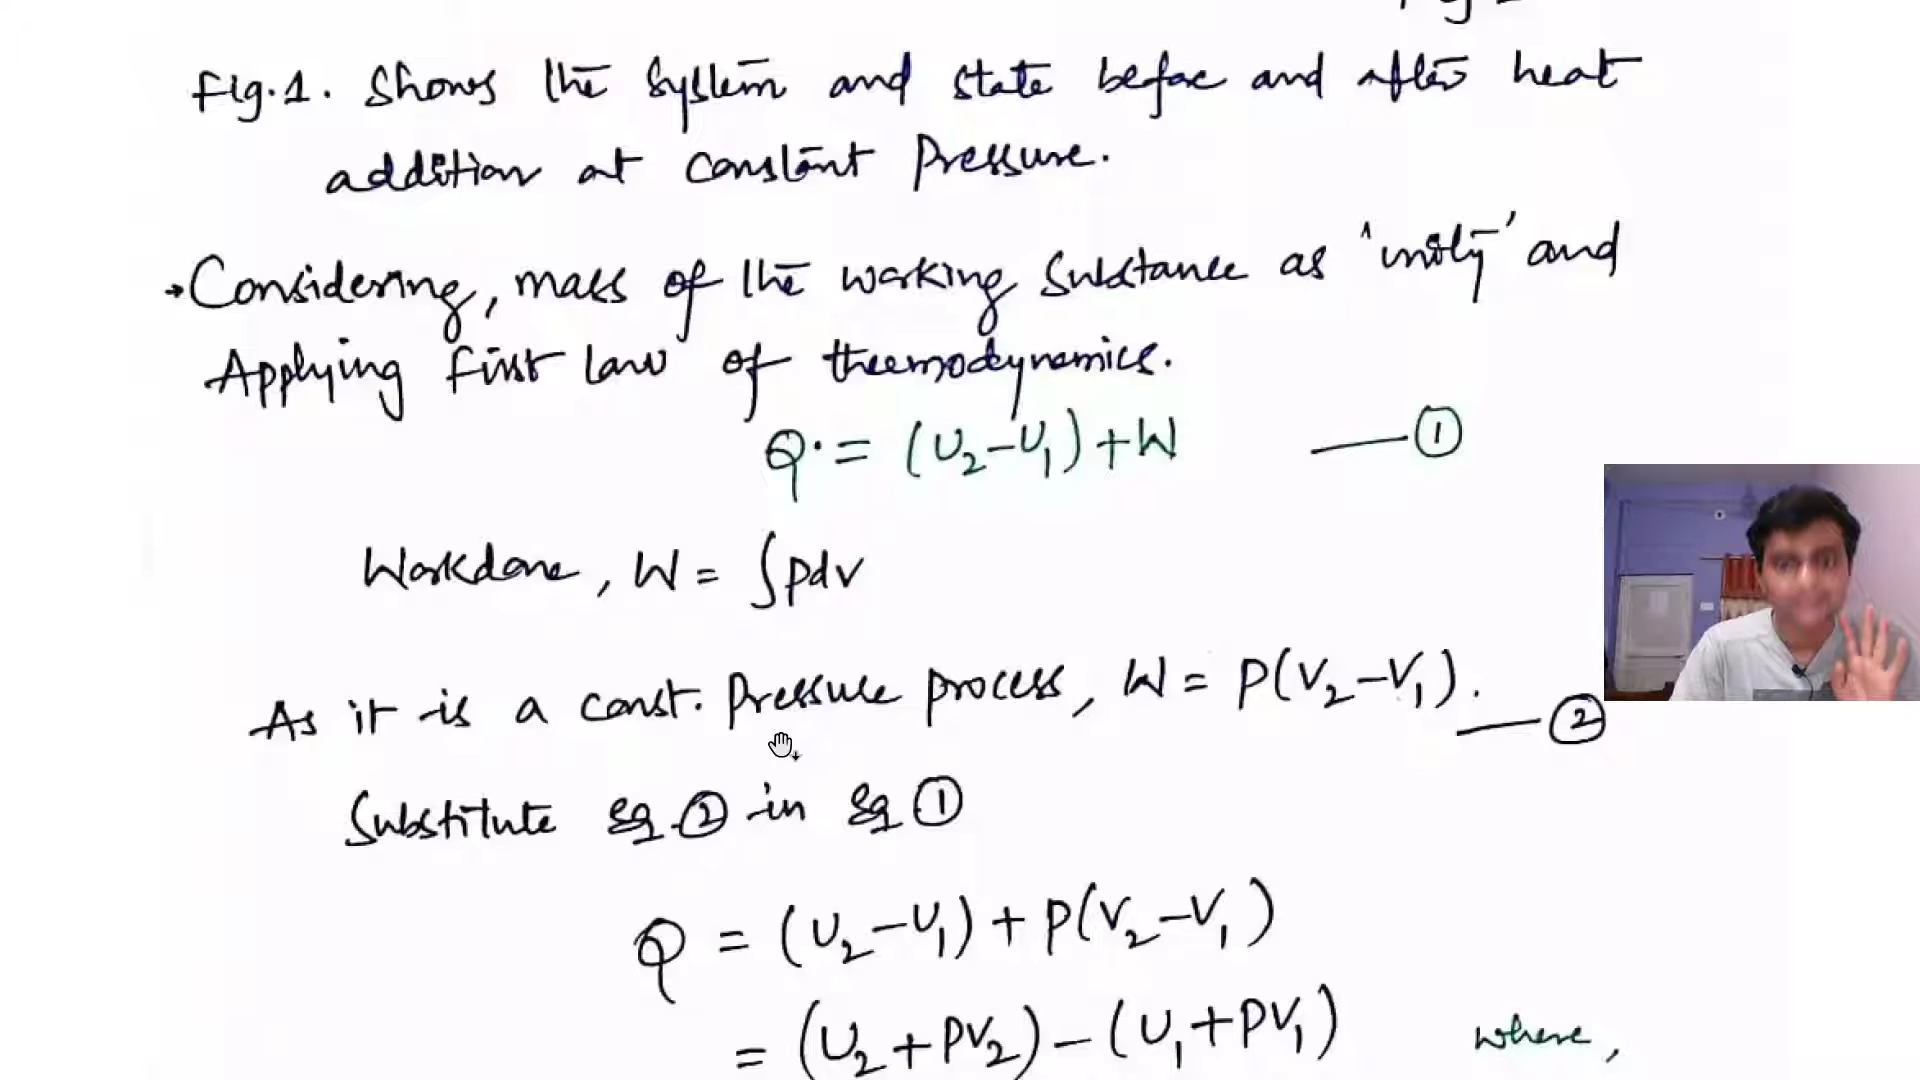 Fig.1. Shows the System and State before and after heat
addition at constant Pressure.
→ Considering, mass of the working Substance as 'unity' and
Applying first law of thermodynamics.
Q = (U₂-U₁)+W —①
Workdone, W = ∫pdv
As it is a const. Pressure process, W = P(V₂-V₁). —②
Substitute Eq.② in Eq①
Q = (U₂-U₁)+P(V₂-V₁)
= (U₂+PV₂)-(U₁+PV₁) where,